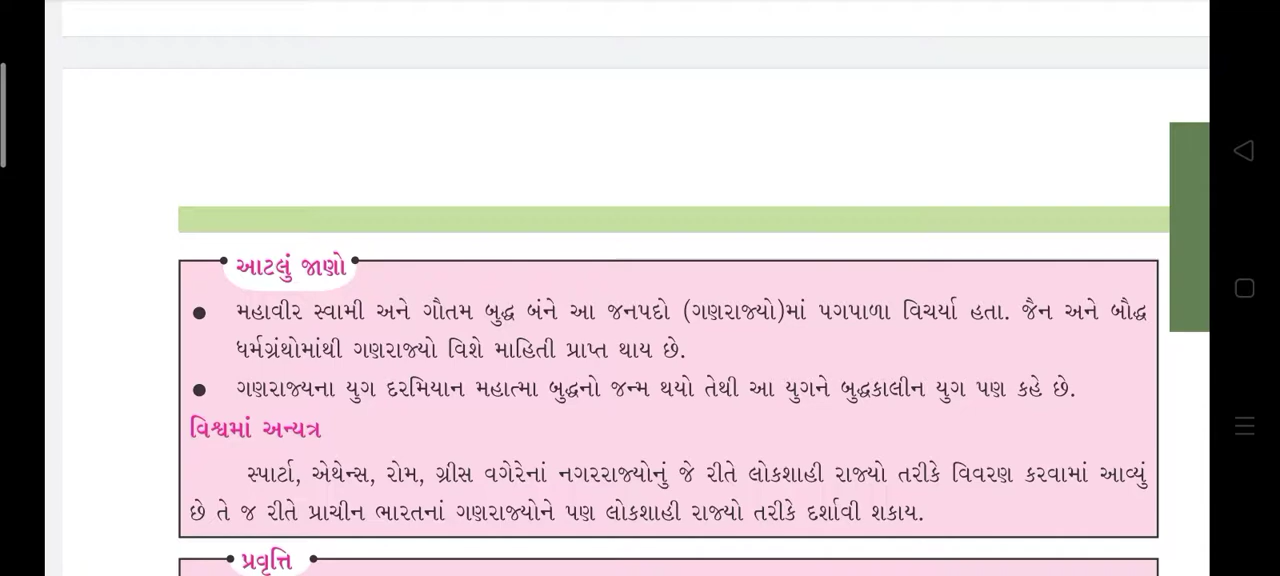 આટલું જાણો
● મહાવીર સ્વામી અને ગૌતમ બુદ્ધ બંને આ જનપદો (ગણરાજ્યો)માં પગપાળા વિચર્યા હતા. જૈન અને બૌદ્ધ
ધર્મગ્રંથોમાંથી ગણરાજ્યો વિશે માહિતી પ્રાપ્ત થાય છે.
● ગણરાજ્યના યુગ દરમિયાન મહાત્મા બુદ્ધનો જન્મ થયો તેથી આ યુગને બુદ્ધકાલીન યુગ પણ કહે છે.
વિશ્વમાં અન્યત્ર
સ્પાર્ટા, એથેન્સ, રોમ, ગ્રીસ વગેરેનાં નગરરાજ્યોનું જે રીતે લોકશાહી રાજ્યો તરીકે વિવરણ કરવામાં આવ્યું
છે તે જ રીતે પ્રાચીન ભારતનાં ગણરાજ્યોને પણ લોકશાહી રાજ્યો તરીકે દર્શાવી શકાય.
પ્રવૃત્તિ